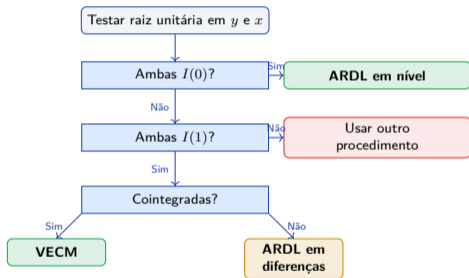 Testar raiz unitária em y e x
Ambas I(0)?
Sim
ARDL em nível
Não
Ambas I(1)?
Não
Usar outro
procedimento
Sim
Cointegradas?
Sim
Não
VECM
ARDL em
diferenças